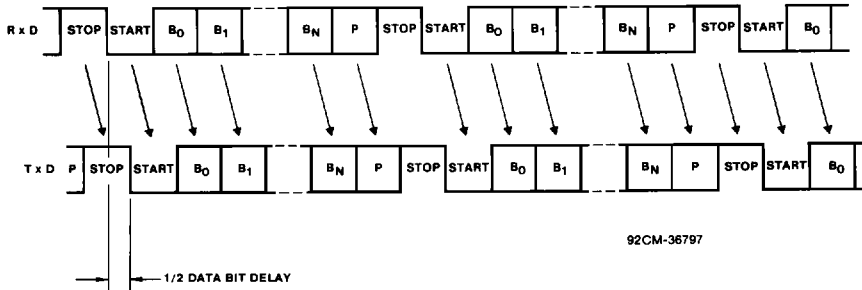 R x D STOP START B0 B1 BN P STOP START B0 B1 BN P STOP START B0
T x D P STOP START B0 B1 BN P STOP START B0 B1 BN P STOP START B0
92CM-36797
1/2 DATA BIT DELAY